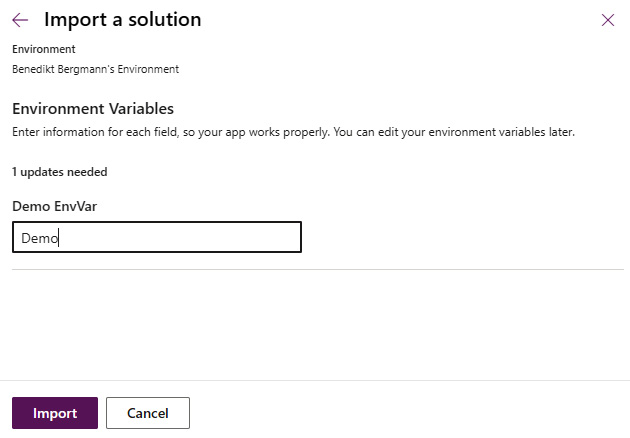 Import a solution
Environment
Benedikt Bergmann's Environment
Environment Variables
Enter information for each field, so your app works properly. You can edit your environment variables later.
1 updates needed
Demo EnvVar
Demo
Import
Cancel